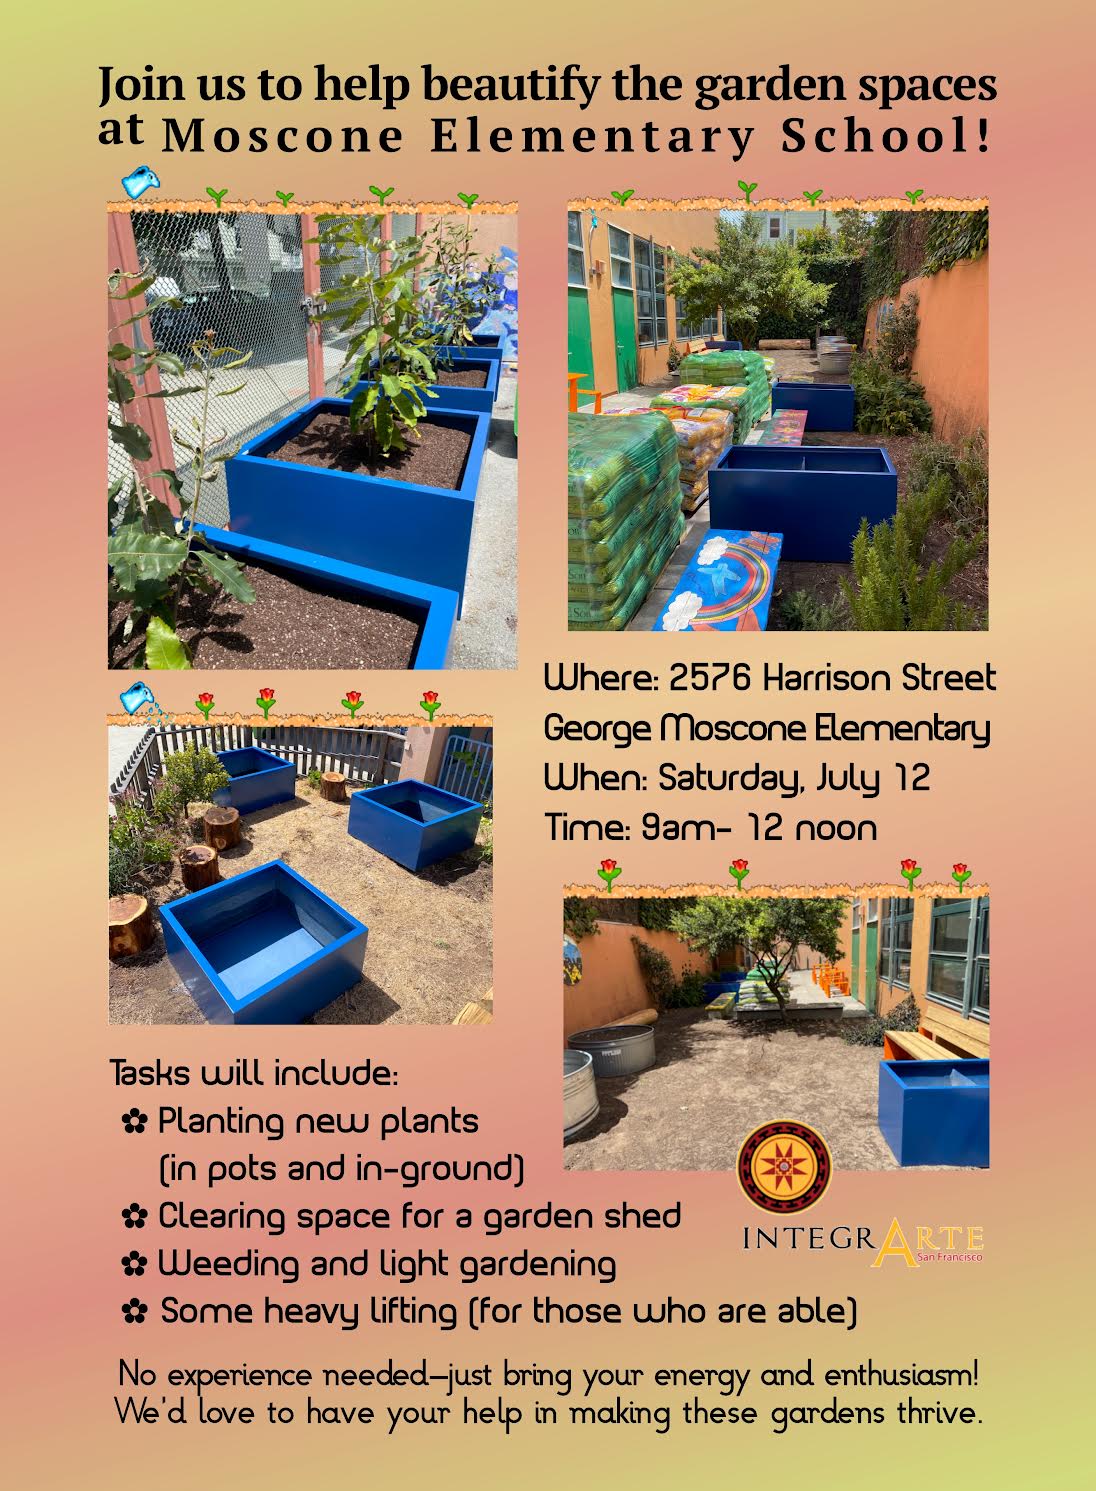 Join us to help beautify the garden spaces
at Moscone Elementary School!
Where: 2576 Harrison Street
George Moscone Elementary
When: Saturday, July 12
Time: 9am- 12 noon
Tasks will include:
Planting new plants
(in pots and in-ground)
Clearing space for a garden shed
Weeding and light gardening
Some heavy lifting (for those who are able)
INTEGRARTE
San Francisco
No experience needed—just bring your energy and enthusiasm!
We'd love to have your help in making these gardens thrive.